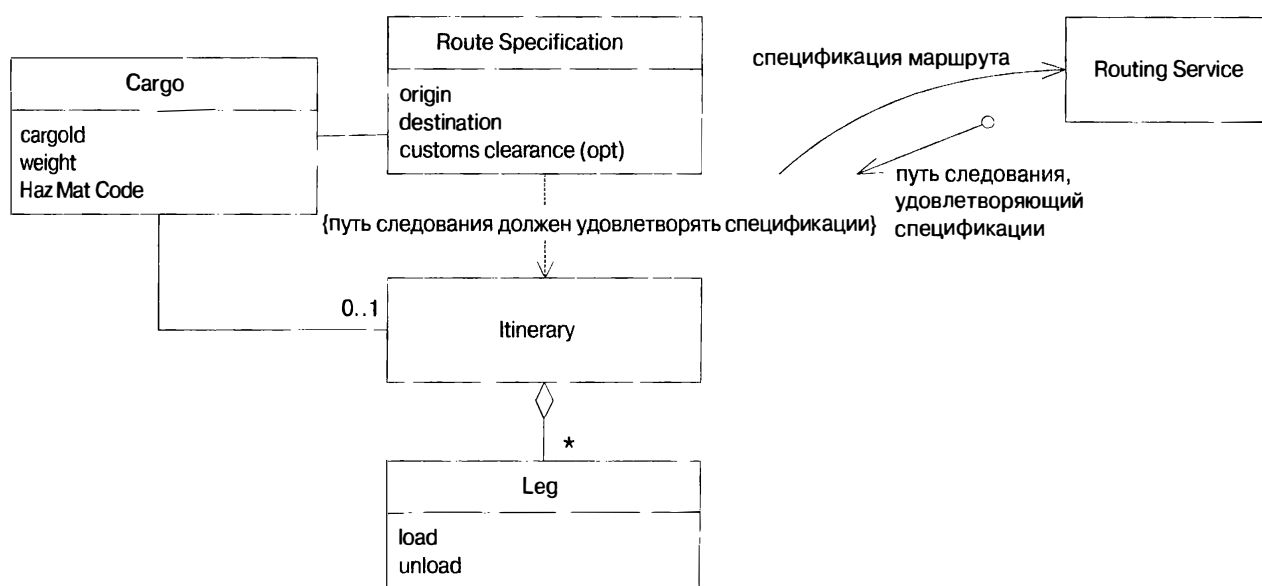 Route Specification
origin
destination
customs clearance (opt)
Cargo
cargoId
weight
Haz Mat Code
спецификация маршрута
Routing Service
путь следования,
удовлетворяющий
спецификации
{путь следования должен удовлетворять спецификации}
0..1
Itinerary
*
Leg
load
unload